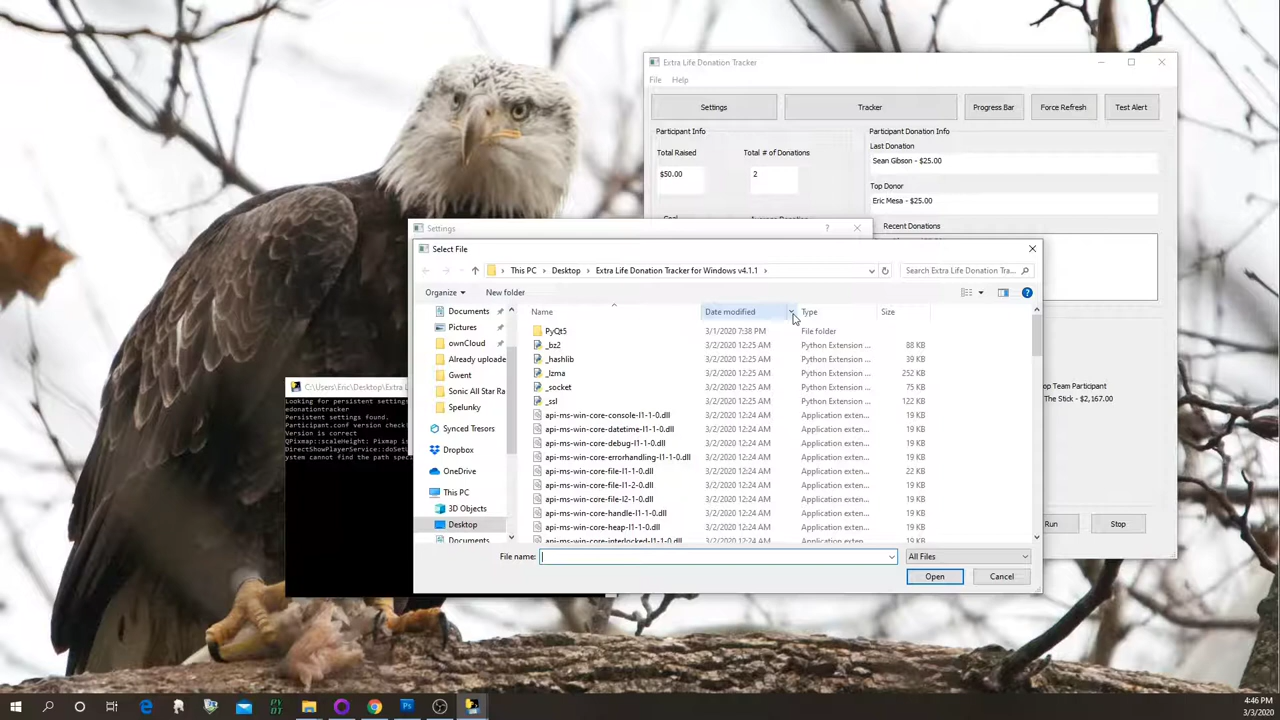 Extra Life Donation Tracker
File Help
Settings Tracker Progress Bar Force Refresh Test Alert
Participant Info
Total Raised Total # of Donations
$50.00 2
Participant Donation Info
Last Donation
Sean Gibson - $25.00
Top Donor
Eric Mesa - $25.00
Recent Donations
The Stick - $2,167.00
Run Stop
Settings ?
Select File
This PC Desktop Extra Life Donation Tracker for Windows v4.1.1
Search Extra Life Donation Tra...
Organize New folder
Documents
Pictures
ownCloud
Already uploade
Gwent
Sonic All Star Ra
Spelunky
Synced Tresors
Dropbox
OneDrive
This PC
3D Objects
Desktop
Documents
Name Date modified Type Size
PyQt5 3/1/2020 7:38 PM File folder
_bz2 3/2/2020 12:25 AM Python Extension ... 88 KB
_hashlib 3/2/2020 12:25 AM Python Extension ... 39 KB
_lzma 3/2/2020 12:25 AM Python Extension ... 252 KB
_socket 3/2/2020 12:25 AM Python Extension ... 75 KB
_ssl 3/2/2020 12:25 AM Python Extension ... 122 KB
api-ms-win-core-console-l1-1-0.dll 3/2/2020 12:24 AM Application exten... 19 KB
api-ms-win-core-datetime-l1-1-0.dll 3/2/2020 12:24 AM Application exten... 19 KB
api-ms-win-core-debug-l1-1-0.dll 3/2/2020 12:24 AM Application exten... 19 KB
api-ms-win-core-errorhandling-l1-1-0.dll 3/2/2020 12:24 AM Application exten... 19 KB
api-ms-win-core-file-l1-1-0.dll 3/2/2020 12:24 AM Application exten... 22 KB
api-ms-win-core-file-l1-2-0.dll 3/2/2020 12:24 AM Application exten... 19 KB
api-ms-win-core-file-l2-1-0.dll 3/2/2020 12:24 AM Application exten... 19 KB
api-ms-win-core-handle-l1-1-0.dll 3/2/2020 12:24 AM Application exten... 19 KB
api-ms-win-core-heap-l1-1-0.dll 3/2/2020 12:24 AM Application exten... 19 KB
api-ms-win-core-interlocked-l1-1-0.dll 3/2/2020 12:24 AM Application exten... 19 KB
File name: All Files
Open Cancel
C:\Users\Eric\Desktop\Extra L
Looking for persistent setting
edonationtracker
Persistent settings found.
Participant.conf version check
Version is correct
QPixmap::scaleHeight: Pixmap is
DirectShowPlayerService::doSet
ystem cannot find the path spec
4:46 PM
3/3/2020